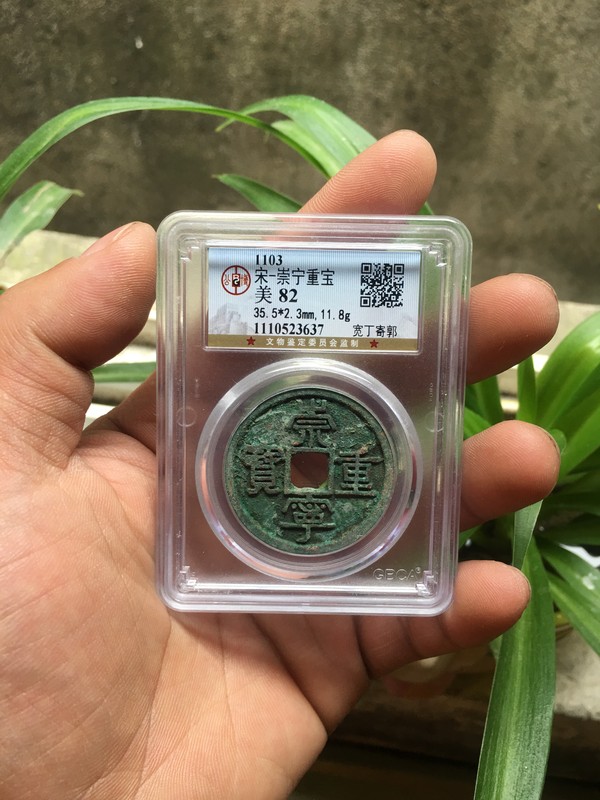 1103
宋-崇宁重宝
美 82
35.5*2.3mm,11.8g
1110523637
宽丁寄郭
★ 文物鉴定委员会监制 ★
崇
寶 重
寧
GBCA